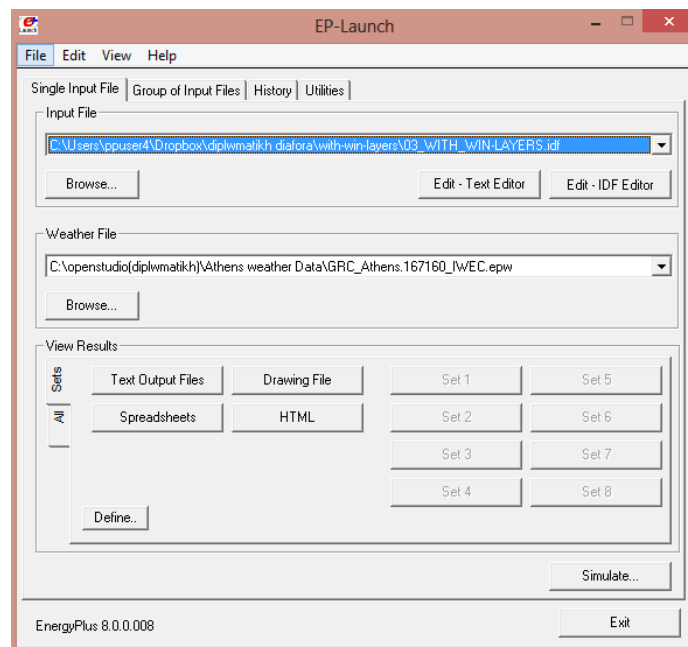 EP-Launch
File Edit View Help
Single Input File Group of Input Files History Utilities
Input File
C:\Users\ppuser4\Dropbox\diplwmatikh diafora\with-win-layers\03_WITH_WIN-LAYERS.idf
Browse... Edit - Text Editor Edit - IDF Editor
Weather File
C:\openstudio(diplwmatikh)\Athens weather Data\GRC_Athens.167160_IWEC.epw
Browse...
View Results
Sets Text Output Files Drawing File Set 1 Set 5
All Spreadsheets HTML Set 2 Set 6
Set 3 Set 7
Set 4 Set 8
Define..
Simulate...
EnergyPlus 8.0.0.008 Exit